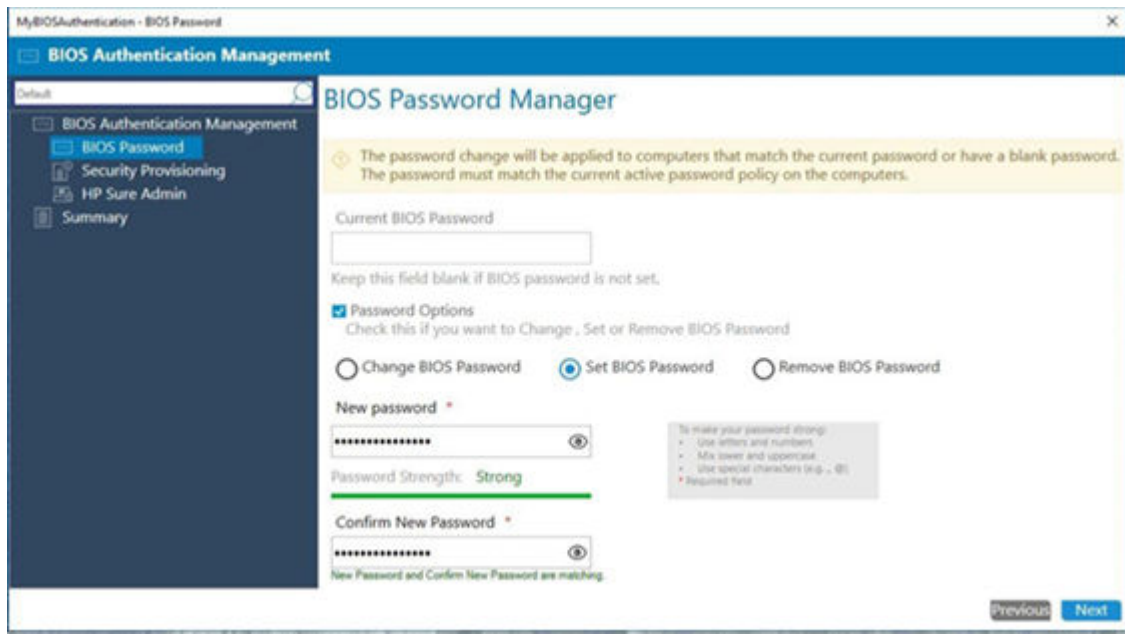 MyBIOSAuthentication - BIOS Password
BIOS Authentication Management
Default
BIOS Authentication Management
BIOS Password
Security Provisioning
HP Sure Admin
Summary
BIOS Password Manager
The password change will be applied to computers that match the current password or have a blank password.
The password must match the current active password policy on the computers.
Current BIOS Password
Keep this field blank if BIOS password is not set.
Password Options
Check this if you want to Change , Set or Remove BIOS Password
Change BIOS Password Set BIOS Password Remove BIOS Password
New password *
To make your password strong:
• Use letters and numbers
• Mix lower and uppercase
• Use special characters (e.g. _ @)
* Required field
Password Strength: Strong
Confirm New Password *
New Password and Confirm New Password are matching.
Previous Next